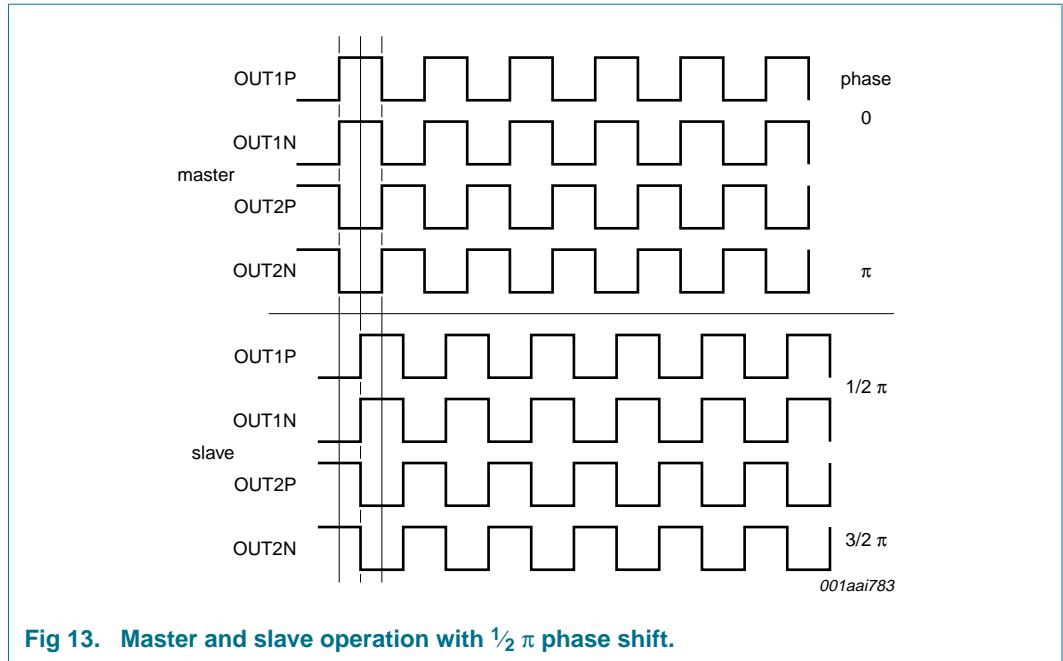 OUT1P
phase
0
OUT1N
master
OUT2P
OUT2N
π
OUT1P
1/2 π
OUT1N
slave
OUT2P
3/2 π
OUT2N
001aai783
Fig 13. Master and slave operation with 1⁄2 π phase shift.